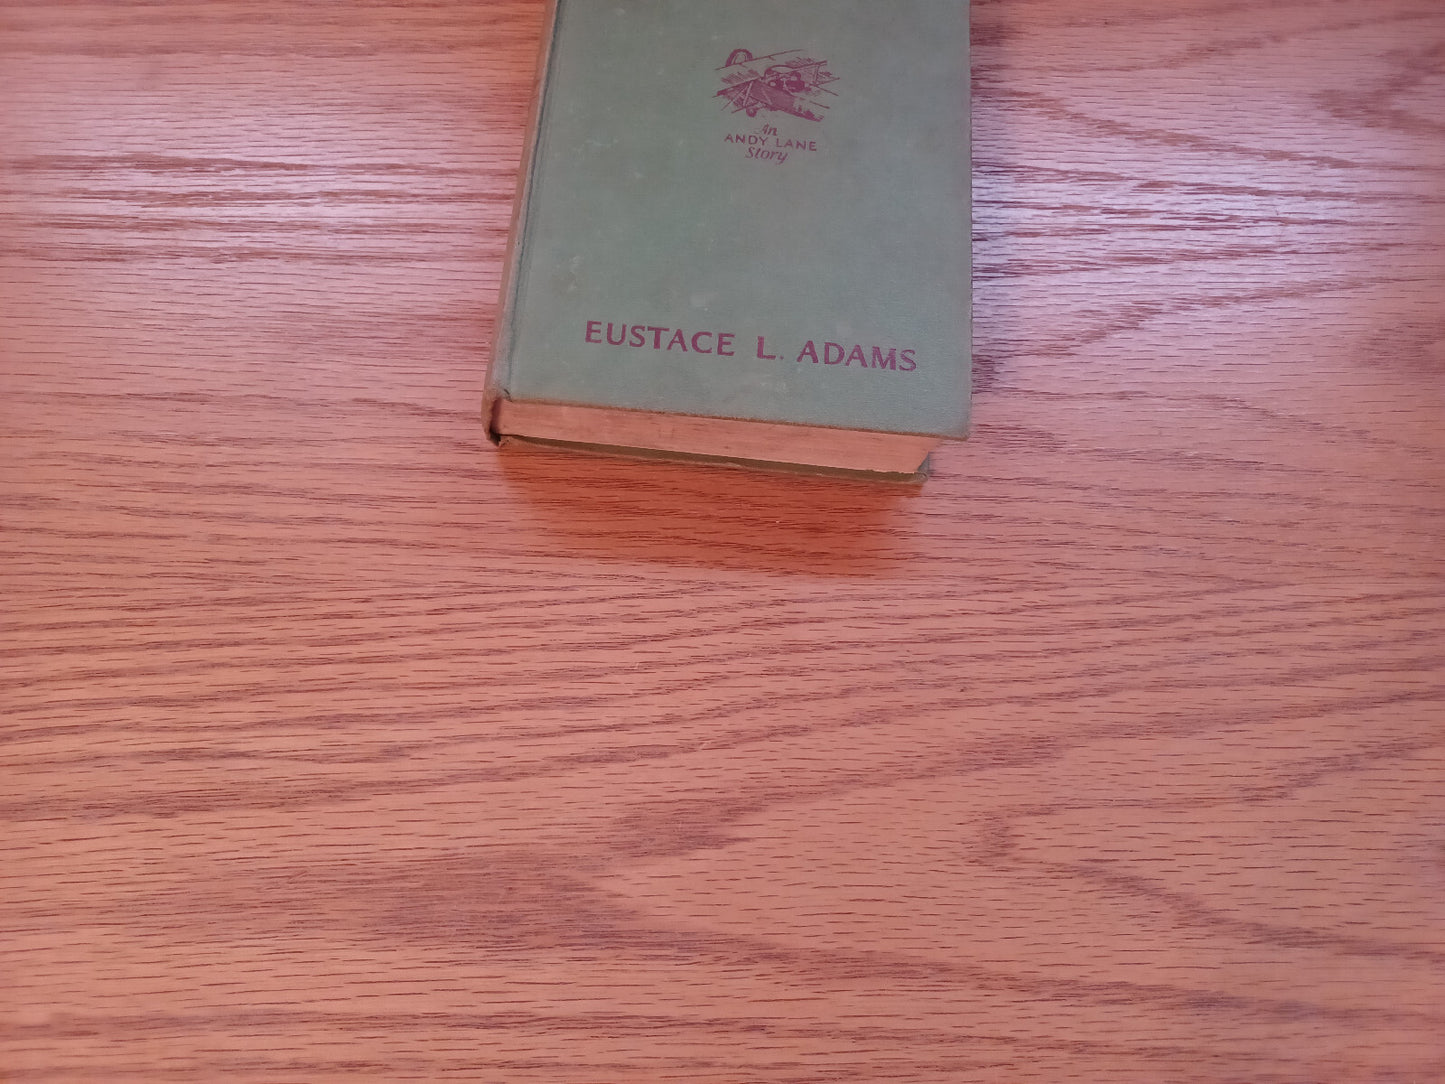 An
ANDY LANE
Story
EUSTACE L. ADAMS